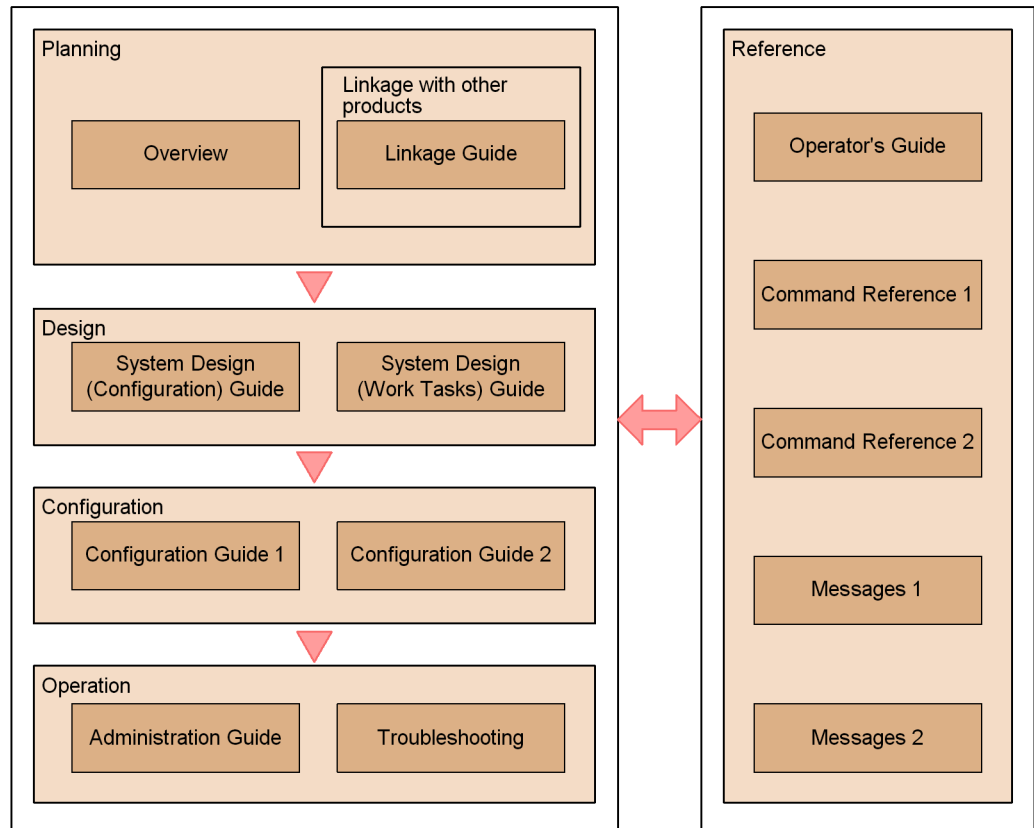 Planning
Linkage with other
products
Overview
Linkage Guide
Design
System Design
(Configuration) Guide
System Design
(Work Tasks) Guide
Configuration
Configuration Guide 1
Configuration Guide 2
Operation
Administration Guide
Troubleshooting
Reference
Operator's Guide
Command Reference 1
Command Reference 2
Messages 1
Messages 2